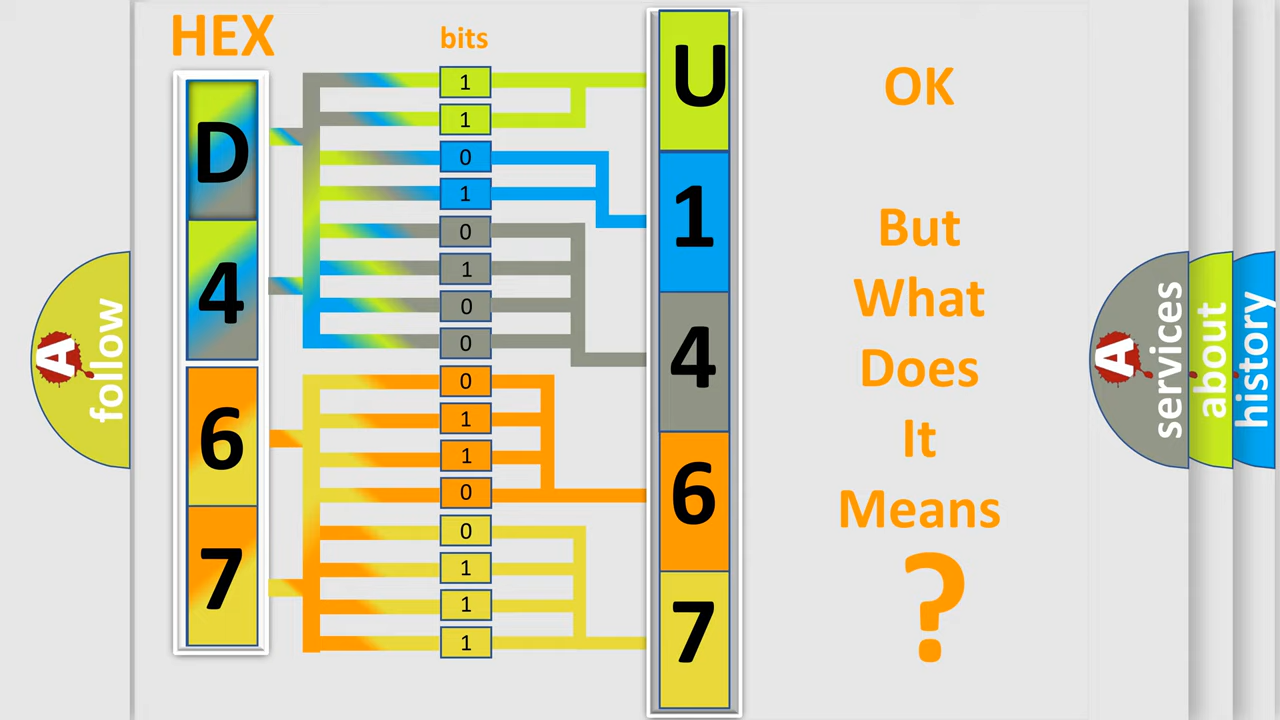 HEX
bits
D
4
6
7
1
1
0
1
0
1
0
0
0
1
1
0
0
1
1
1
U
1
4
6
7
OK
But
What
Does
It
Means
?
A
follow
A
services
about
history